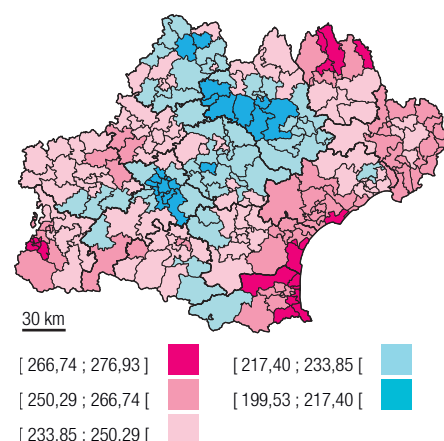 30 km
[ 266,74 ; 276,93 ]
[ 250,29 ; 266,74 [
[ 233,85 ; 250,29 [
[ 217,40 ; 233,85 [
[ 199,53 ; 217,40 [